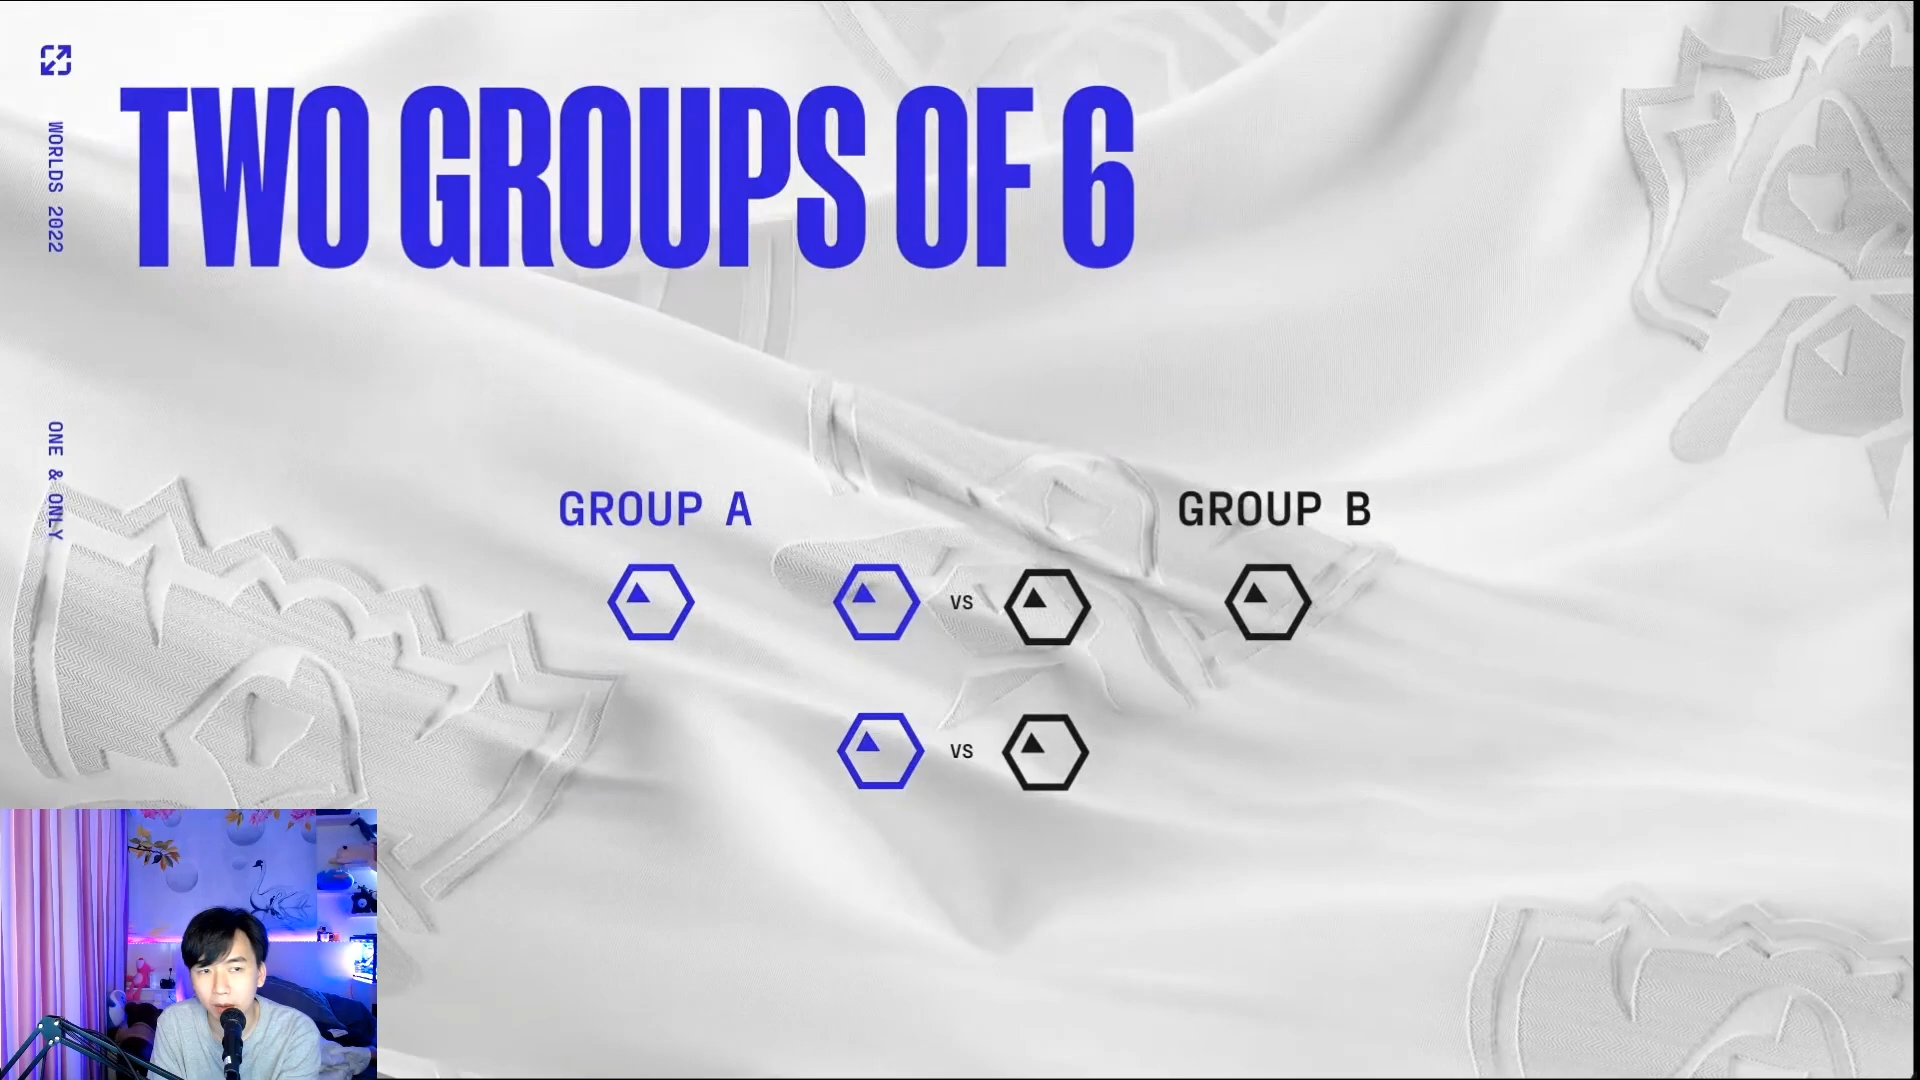 TWO GROUPS OF 6
WORLDS 2022
ONE & ONLY
GROUP A
GROUP B
VS
VS